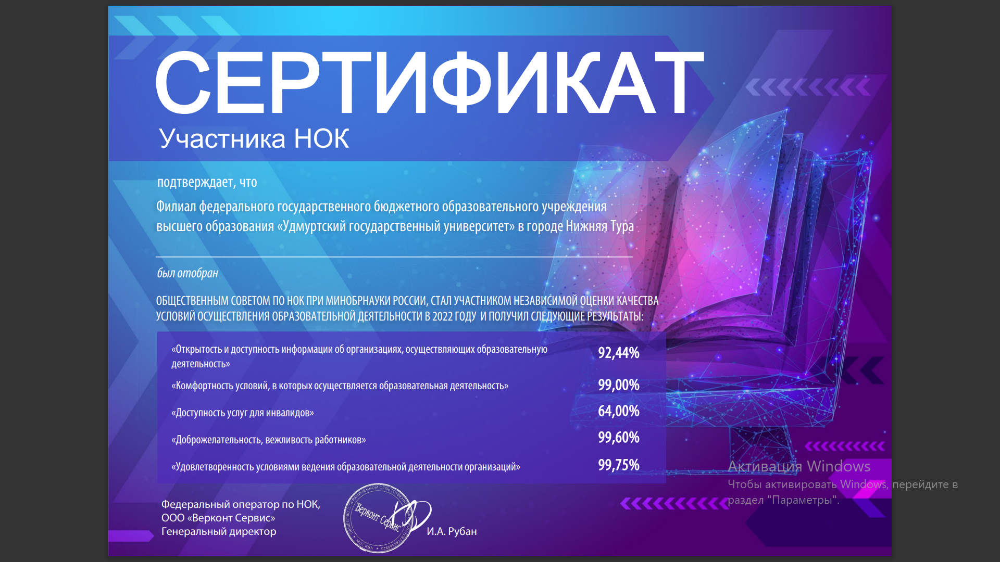 СЕРТИФИКАТ
Участника НОК
подтверждает, что
Филиал федерального государственного бюджетного образовательного учреждения
высшего образования «Удмуртский государственный университет» в городе Нижняя Тура
был отобран
ОБЩЕСТВЕННЫМ СОВЕТОМ ПО НОК ПРИ МИНОБРНАУКИ РОССИИ, СТАЛ УЧАСТНИКОМ НЕЗАВИСИМОЙ ОЦЕНКИ КАЧЕСТВА
УСЛОВИЙ ОСУЩЕСТВЛЕНИЯ ОБРАЗОВАТЕЛЬНОЙ ДЕЯТЕЛЬНОСТИ В 2022 ГОДУ И ПОЛУЧИЛ СЛЕДУЮЩИЕ РЕЗУЛЬТАТЫ:
«Открытость и доступность информации об организациях, осуществляющих образовательную
деятельность»
92,44%
«Комфортность условий, в которых осуществляется образовательная деятельность»
99,00%
«Доступность услуг для инвалидов»
64,00%
«Доброжелательность, вежливость работников»
99,60%
«Удовлетворенность условиями ведения образовательной деятельности организаций»
99,75%
Федеральный оператор по НОК,
ООО «Верконт Сервис»
Генеральный директор
Верконт Сервис
МОСКВА
И.А. Рубан
Активация Windows
Чтобы активировать Windows, перейдите в
раздел "Параметры".